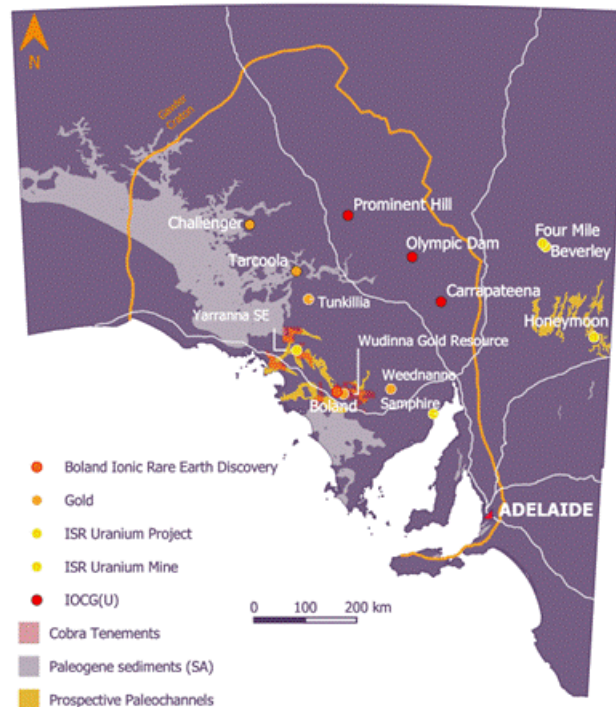 N
Gawler
Craton
Prominent Hill
Challenger
Four Mile
Beverley
Olympic Dam
Tarcoola
Carrapateena
Tunkillia
Yarranna SE
Honeymoon
Wudinna Gold Resource
Weednanna
Samphire
Boland
ADELAIDE
Boland Ionic Rare Earth Discovery
Gold
ISR Uranium Project
ISR Uranium Mine
IOCG(U)
0 100 200 km
Cobra Tenements
Paleogene sediments (SA)
Prospective Paleochannels